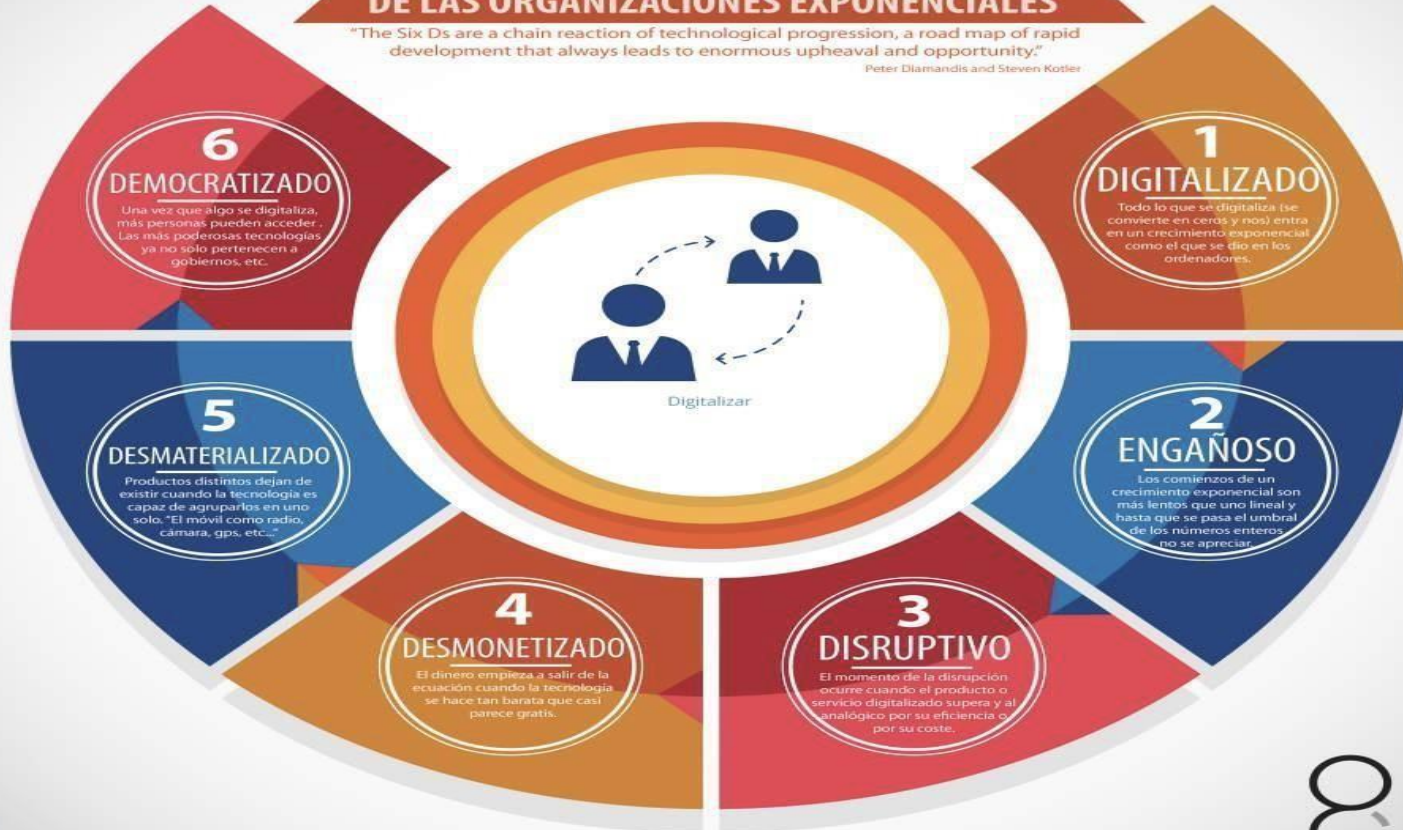 DE LAS ORGANIZACIONES EXPONENCIALES
"The Six Ds are a chain reaction of technological progression, a road map of rapid
development that always leads to enormous upheaval and opportunity."
Peter Diamandis and Steven Kotler
1
DIGITALIZADO
Todo lo que se digitaliza (se
convierte en ceros y nos) entra
en un crecimiento exponencial
como el que se dio en los
ordenadores.
2
ENGAÑOSO
Los comienzos de un
crecimiento exponencial son
más lentos que uno lineal y
hasta que se pasa el umbral
de los números enteros
no se apreciar.
3
DISRUPTIVO
El momento de la disrupción
ocurre cuando el producto o
servicio digitalizado supera y al
analógico por su eficiencia o
por su coste.
4
DESMONETIZADO
El dinero empieza a salir de la
ecuación cuando la tecnología
se hace tan barata que casi
parece gratis.
5
DESMATERIALIZADO
Productos distintos dejan de
existir cuando la tecnología es
capaz de agruparlos en uno
solo. "El móvil como radio,
cámara, gps, etc..."
6
DEMOCRATIZADO
Una vez que algo se digitaliza,
más personas pueden acceder .
Las más poderosas tecnologías
ya no solo pertenecen a
gobiernos, etc.
Digitalizar